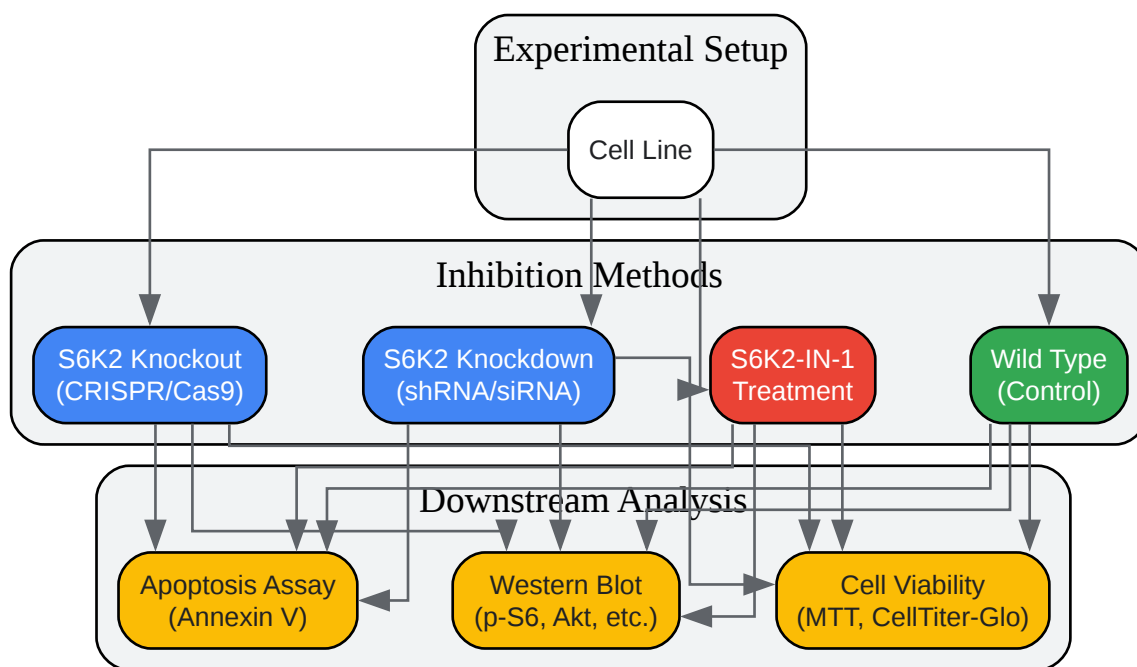 Experimental Setup
Cell Line
Inhibition Methods
S6K2 Knockout
(CRISPR/Cas9)
S6K2 Knockdown
(shRNA/siRNA)
S6K2-IN-1
Treatment
Wild Type
(Control)
Downstream Analysis
Apoptosis Assay
(Annexin V)
Western Blot
(p-S6, Akt, etc.)
Cell Viability
(MTT, CellTiter-Glo)